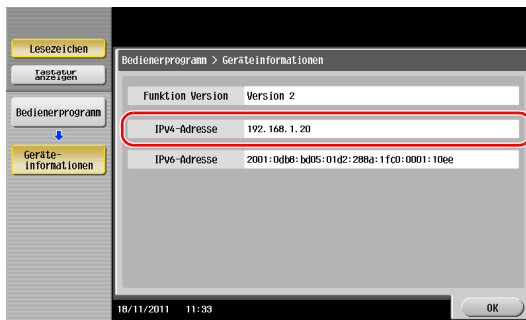 Lesezeichen
Tastatur
anzeigen
Bedienerprogramm
Geräte-
informationen
Bedienerprogramm > Geräteinformationen
Funktion Version Version 2
IPv4-Adresse 192.168.1.20
IPv6-Adresse 2001:0db8:bd05:01d2:288a:1fc0:0001:10ee
18/11/2011 11:33
OK